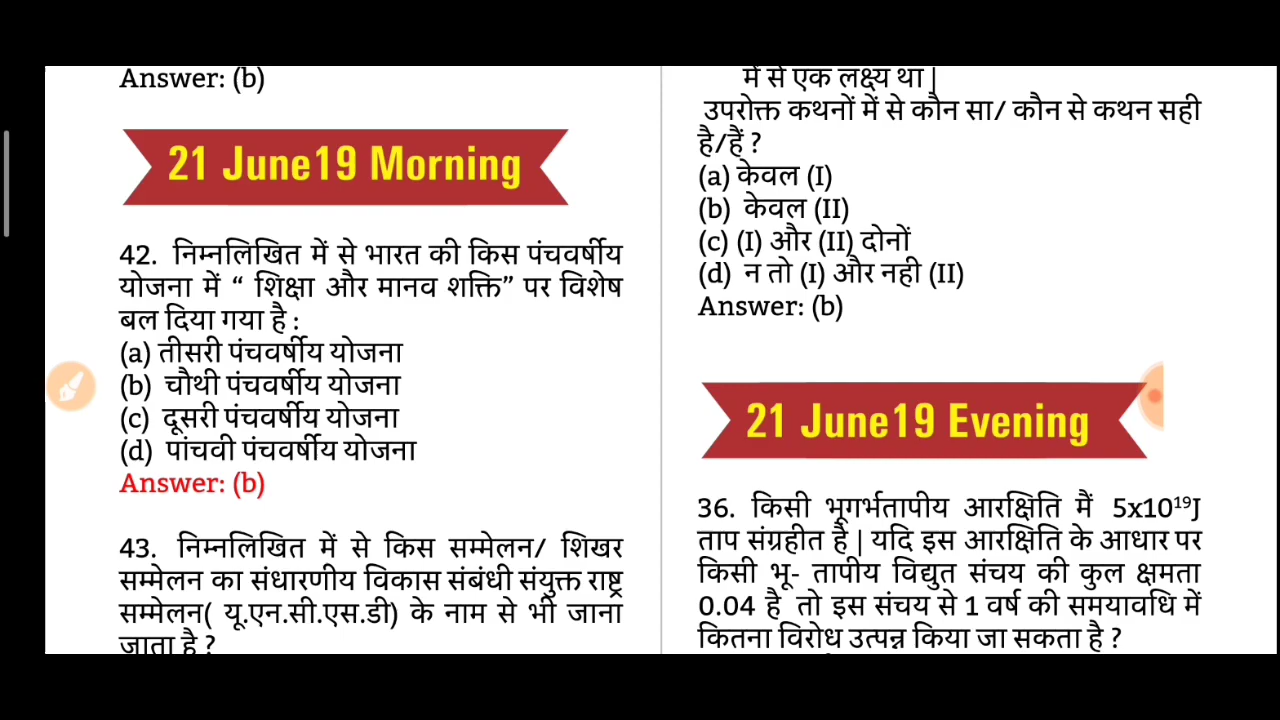 Answer: (b)
21 June19 Morning
42. निम्नलिखित में से भारत की किस पंचवर्षीय
योजना में “ शिक्षा और मानव शक्ति” पर विशेष
बल दिया गया है :
(a) तीसरी पंचवर्षीय योजना
(b) चौथी पंचवर्षीय योजना
(c) दूसरी पंचवर्षीय योजना
(d) पांचवी पंचवर्षीय योजना
Answer: (b)
43. निम्नलिखित में से किस सम्मेलन/ शिखर
सम्मेलन का संधारणीय विकास संबंधी संयुक्त राष्ट्र
सम्मेलन( यू.एन.सी.एस.डी) के नाम से भी जाना
जाता है ?
में से एक लक्ष्य था |
उपरोक्त कथनों में से कौन सा/ कौन से कथन सही
है/हैं ?
(a) केवल (I)
(b) केवल (II)
(c) (I) और (II) दोनों
(d) न तो (I) और नही (II)
Answer: (b)
21 June19 Evening
36. किसी भूगर्भतापीय आरक्षिति मैं 5x10¹⁹J
ताप संग्रहीत है | यदि इस आरक्षिति के आधार पर
किसी भू- तापीय विद्युत संचय की कुल क्षमता
0.04 है तो इस संचय से 1 वर्ष की समयावधि में
कितना विरोध उत्पन्न किया जा सकता है ?